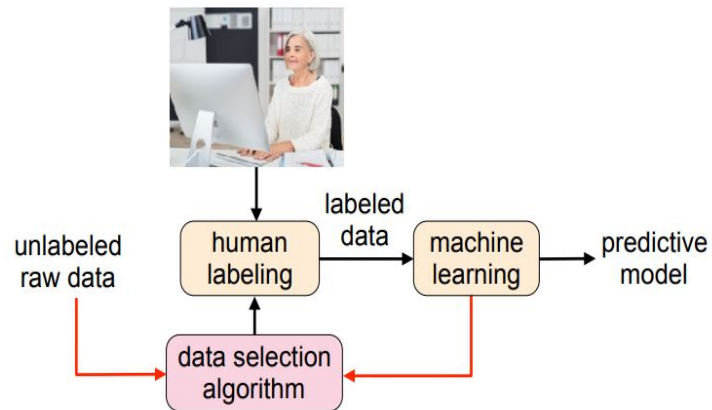 unlabeled
raw data
human
labeling
labeled
data
machine
learning
predictive
model
data selection
algorithm